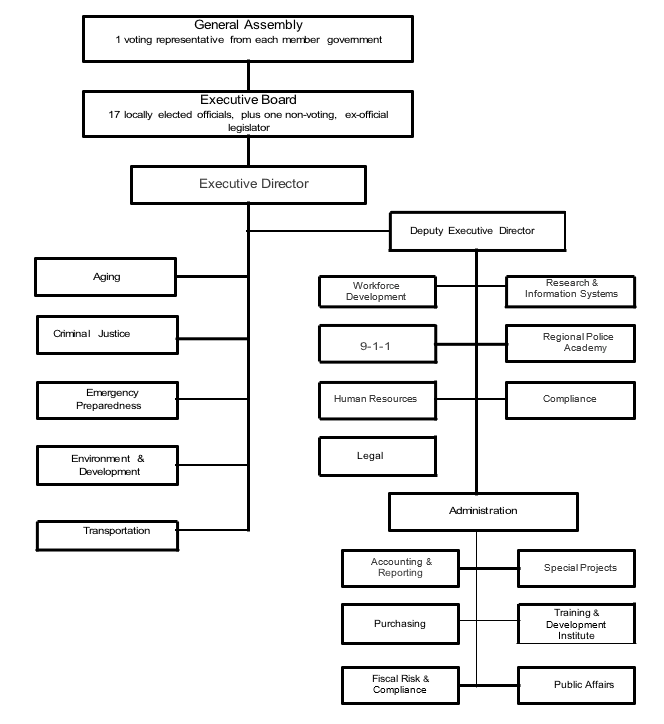 General Assembly
1 voting representative from each member government
Executive Board
17 locally elected officials, plus one non-voting, ex-official
legislator
Executive Director
Deputy Executive Director
Aging
Criminal Justice
Emergency
Preparedness
Environment &
Development
Transportation
Workforce
Development
Research &
Information Systems
9-1-1
Regional Police
Academy
Human Resources
Compliance
Legal
Administration
Accounting &
Reporting
Special Projects
Purchasing
Training &
Development
Institute
Fiscal Risk &
Compliance
Public Affairs